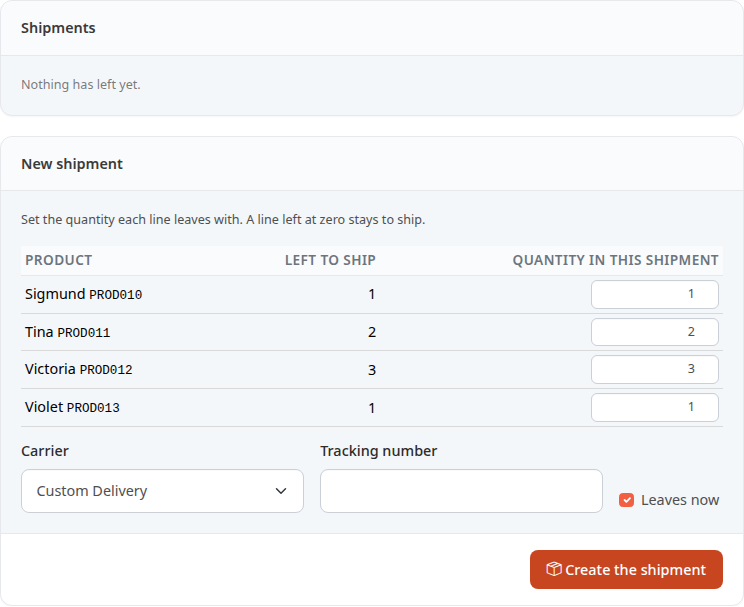 Shipments
Nothing has left yet.
New shipment
Set the quantity each line leaves with. A line left at zero stays to ship.
PRODUCT LEFT TO SHIP QUANTITY IN THIS SHIPMENT
Sigmund PROD010 1 1
Tina PROD011 2 2
Victoria PROD012 3 3
Violet PROD013 1 1
Carrier Tracking number
Custom Delivery Leaves now
Create the shipment